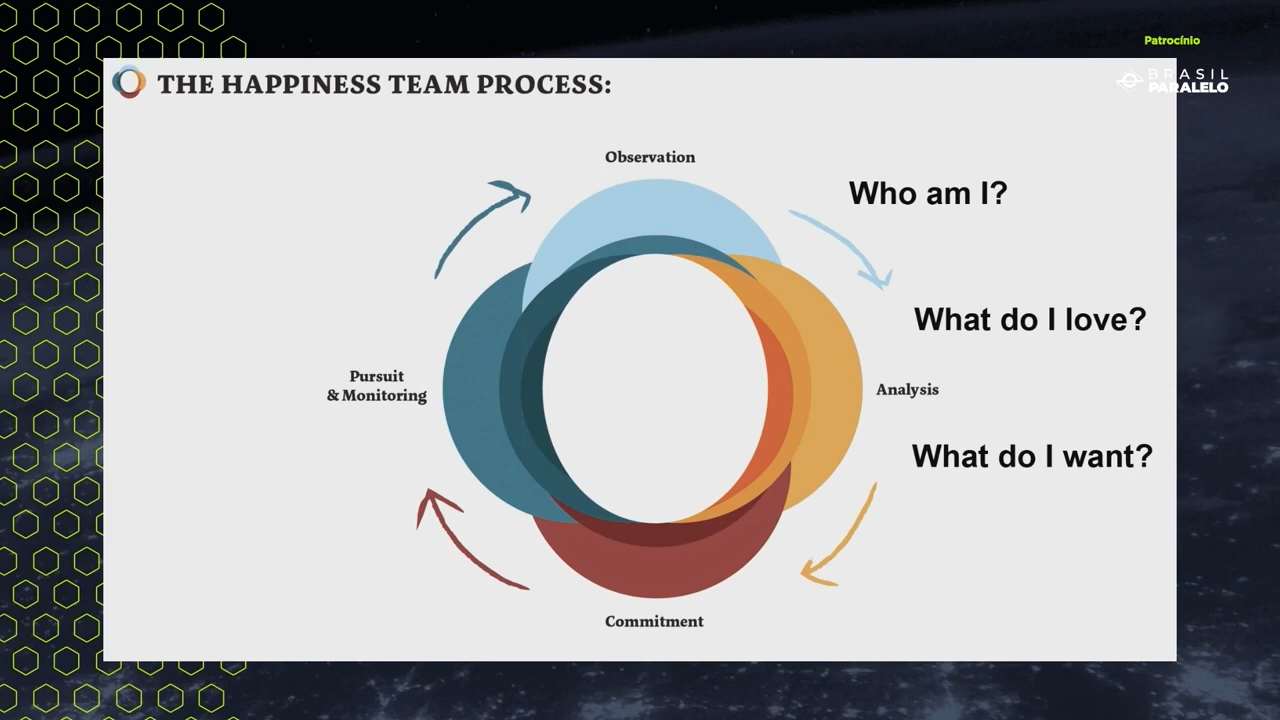 Patrocínio
BRASIL
PARALELO
THE HAPPINESS TEAM PROCESS:
Observation
Who am I?
What do I love?
Pursuit
& Monitoring
Analysis
What do I want?
Commitment